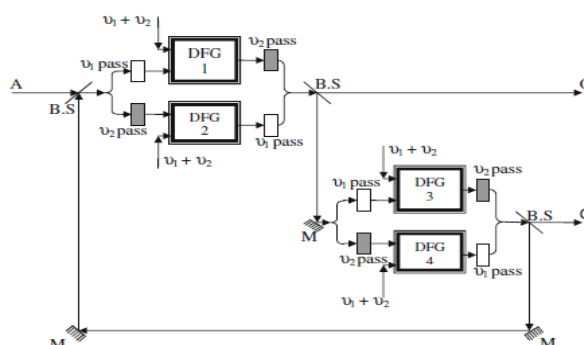 υ₁ + υ₂
υ₂ pass
υ₁ pass
DFG
1
A
B.S
B.S
υ₂ pass
DFG
2
υ₁ pass
υ₁ + υ₂
υ₁ + υ₂
υ₂ pass
υ₁ pass
DFG
3
B.S
M
υ₂ pass
DFG
4
υ₁ pass
υ₁ + υ₂
M
M